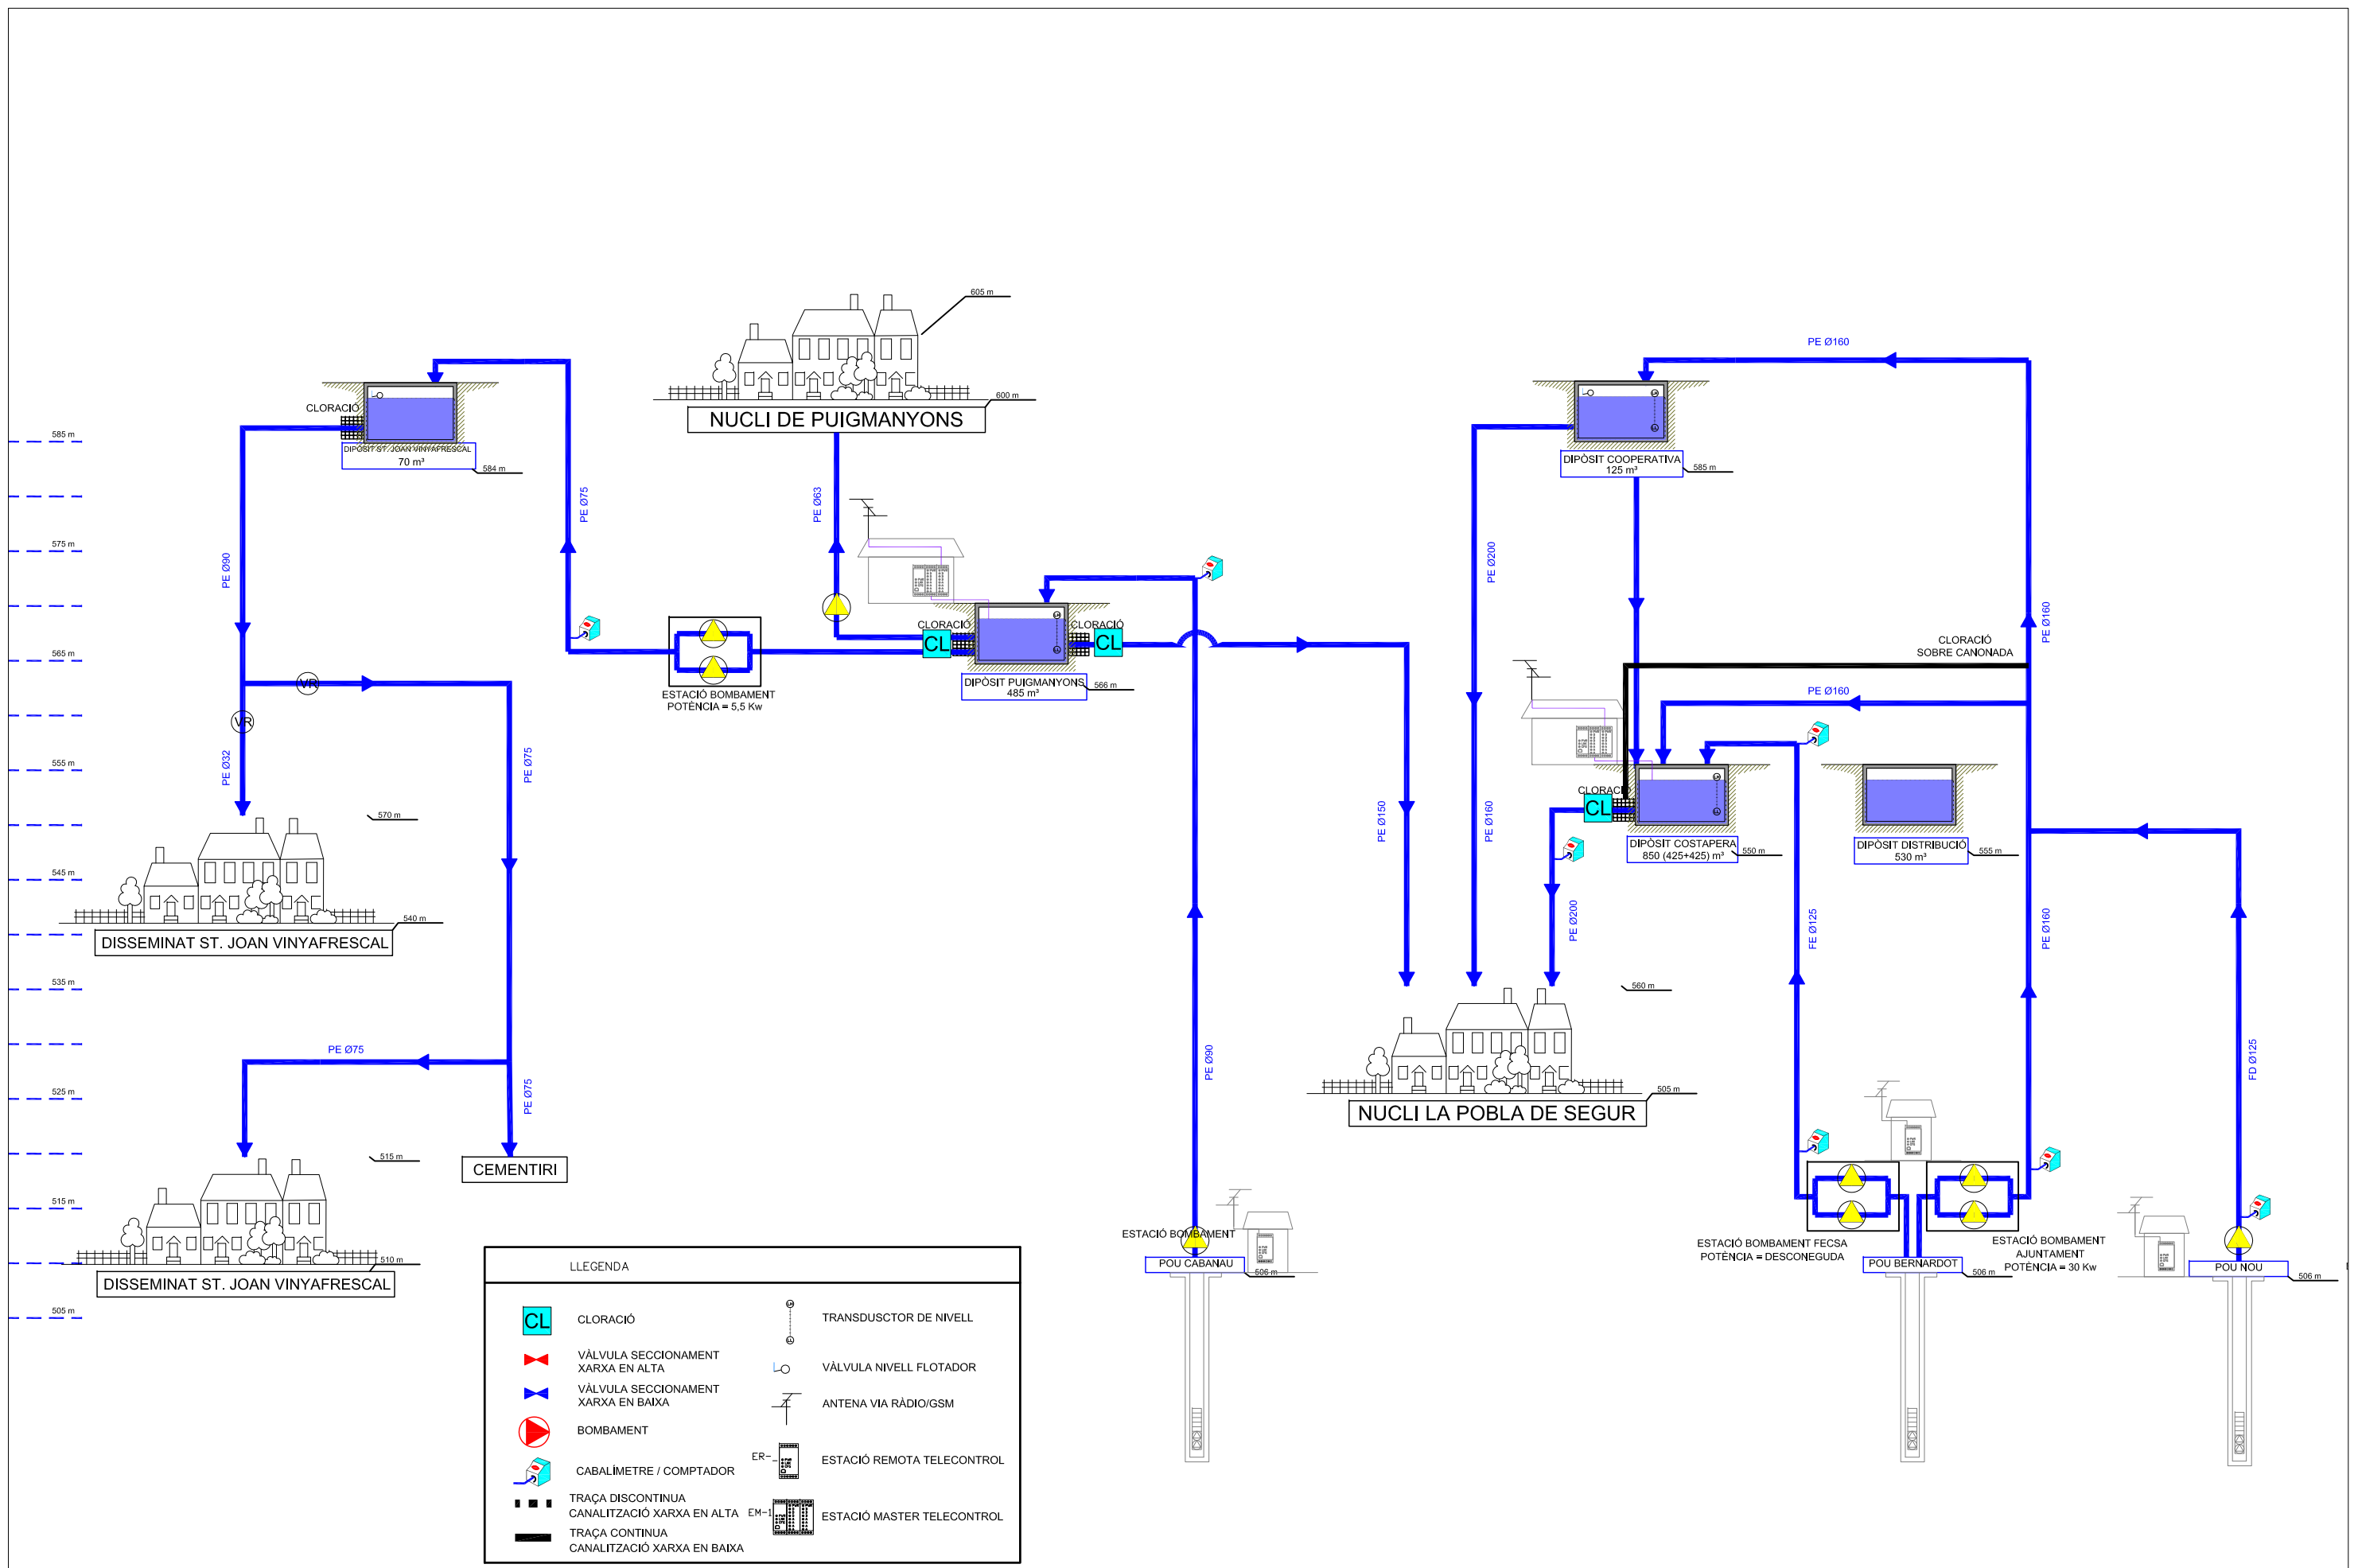 605 m
600 m
NUCLI DE PUIGMANYONS
PE Ø160
CLORACIÓ
DIPÒSIT ST. JOAN VINYAFRESCAL
70 m³
584 m
DIPÒSIT COOPERATIVA
125 m³
585 m
585 m
575 m
565 m
555 m
545 m
535 m
525 m
515 m
505 m
PE Ø90
PE Ø75
PE Ø63
PE Ø200
PE Ø160
VR
VR
PE Ø32
PE Ø75
ESTACIÓ BOMBAMENT
POTÈNCIA = 5,5 Kw
CLORACIÓ
CL
CLORACIÓ
CL
DIPÒSIT PUIGMANYONS
485 m³
566 m
CLORACIÓ
SOBRE CANONADA
PE Ø160
CLORACIÓ
CL
DIPÒSIT COSTAPERA
850 (425+425) m³
550 m
DIPÒSIT DISTRIBUCIÓ
530 m³
555 m
PE Ø150
PE Ø160
PE Ø200
FE Ø125
PE Ø160
570 m
540 m
DISSEMINAT ST. JOAN VINYAFRESCAL
560 m
505 m
NUCLI LA POBLA DE SEGUR
PE Ø75
PE Ø75
PE Ø90
FD Ø125
515 m
CEMENTIRI
510 m
DISSEMINAT ST. JOAN VINYAFRESCAL
ESTACIÓ BOMBAMENT
POU CABANAU
506 m
ESTACIÓ BOMBAMENT FECSA
POTÈNCIA = DESCONEGUDA
POU BERNARDOT
506 m
ESTACIÓ BOMBAMENT
AJUNTAMENT
POTÈNCIA = 30 Kw
POU NOU
506 m
LLEGENDA
CL
CLORACIÓ
VÀLVULA SECCIONAMENT
XARXA EN ALTA
VÀLVULA SECCIONAMENT
XARXA EN BAIXA
BOMBAMENT
CABALÍMETRE / COMPTADOR
TRAÇA DISCONTINUA
CANALITZACIÓ XARXA EN ALTA
TRAÇA CONTINUA
CANALITZACIÓ XARXA EN BAIXA
TRANSDUSCTOR DE NIVELL
VÀLVULA NIVELL FLOTADOR
ANTENA VIA RÀDIO/GSM
ER-
ESTACIÓ REMOTA TELECONTROL
EM-1
ESTACIÓ MASTER TELECONTROL